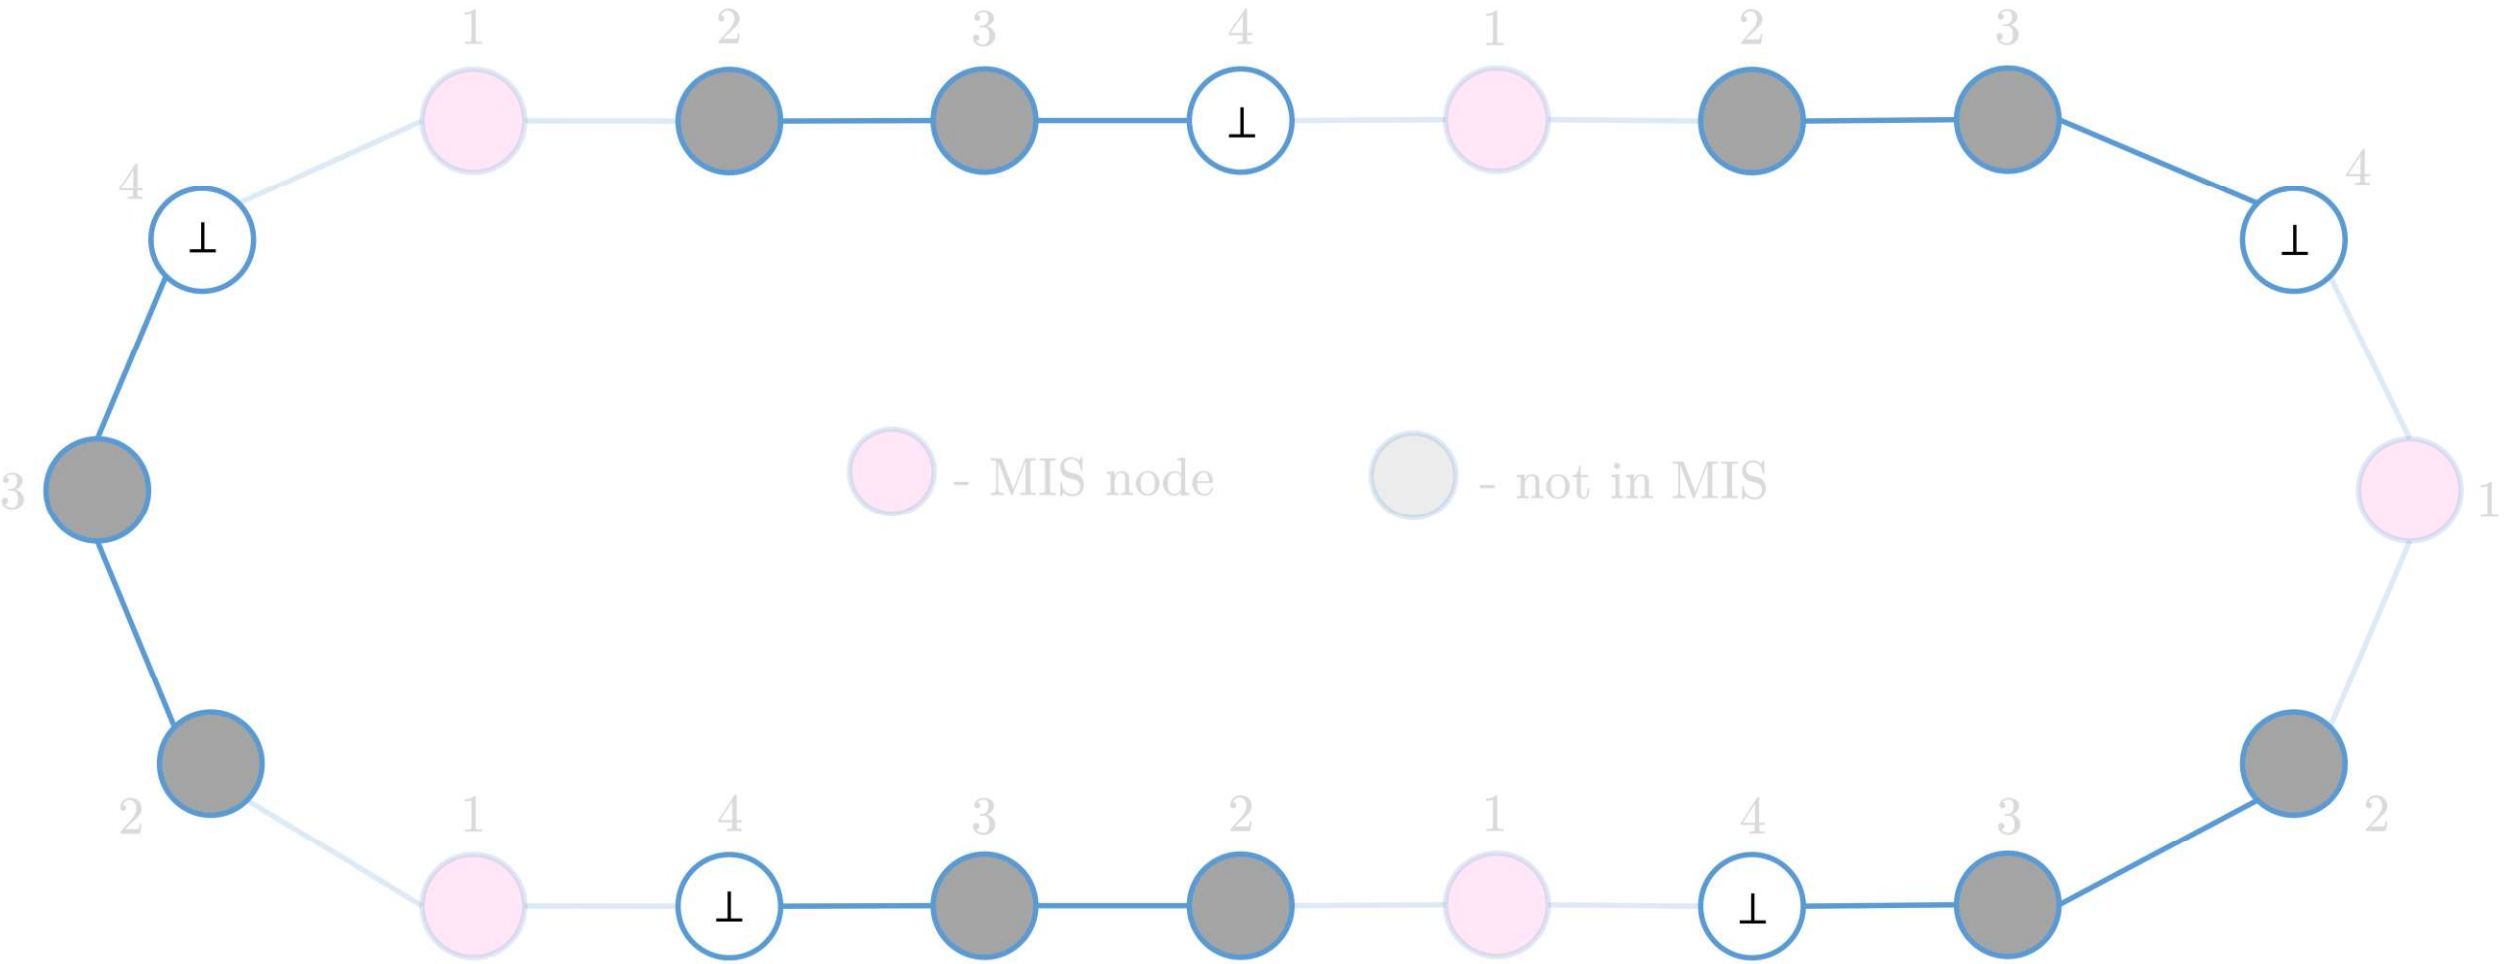 1 2 3 4 1 2 3
4 4
⊥ ⊥ ⊥
3 - MIS node - not in MIS 1
2 1 4 3 2 1 4 3 2
⊥ ⊥